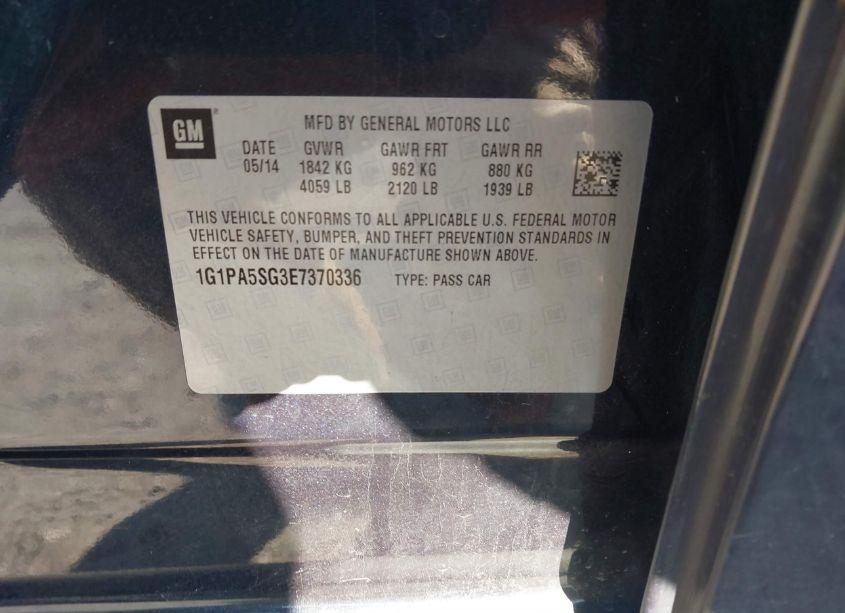 GM
MFD BY GENERAL MOTORS LLC
DATE GVWR GAWR FRT GAWR RR
05/14 1842 KG 962 KG 880 KG
4059 LB 2120 LB 1939 LB
THIS VEHICLE CONFORMS TO ALL APPLICABLE U.S. FEDERAL MOTOR
VEHICLE SAFETY, BUMPER, AND THEFT PREVENTION STANDARDS IN
EFFECT ON THE DATE OF MANUFACTURE SHOWN ABOVE.
1G1PA5SG3E7370336 TYPE: PASS CAR